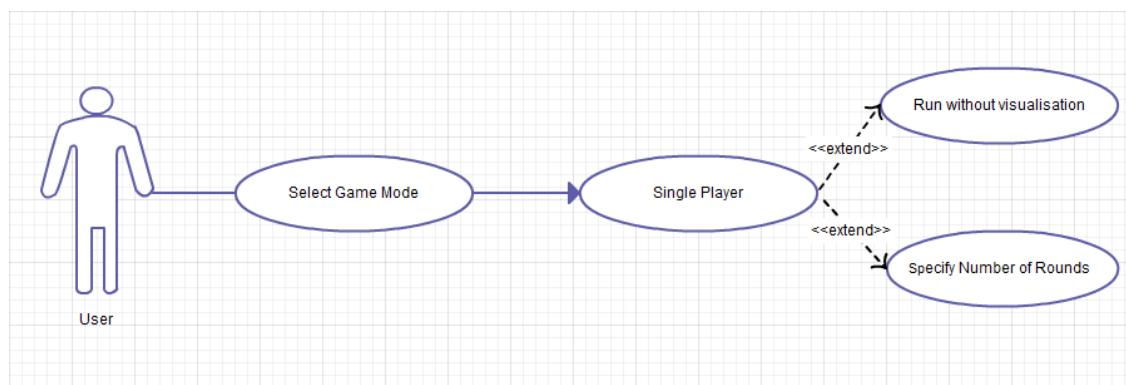 Run without visualisation
<<extend>>
Select Game Mode
Single Player
<<extend>>
Specify Number of Rounds
User